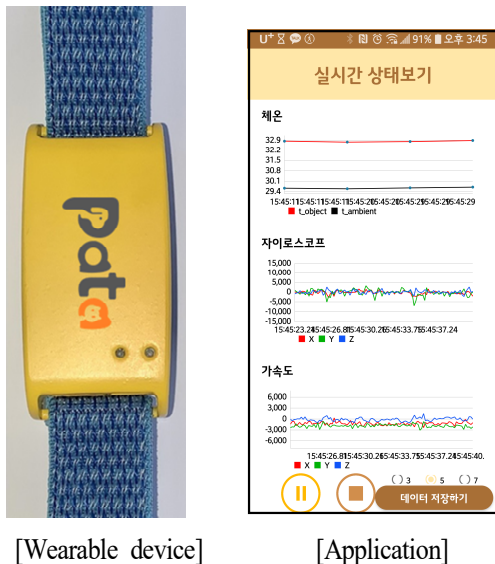 Pata
[Wearable device]
U+ 91% 오후 3:45
실시간 상태보기
체온
32.9
32.2
31.5
30.8
30.1
29.4
t_object t_ambient
자이로스코프
15,000
10,000
5,000
0
-5,000
-10,000
-15,000
X Y Z
가속도
6,000
3,000
0
-3,000
-6,000
X Y Z
3 5 7
데이터 저장하기
[Application]